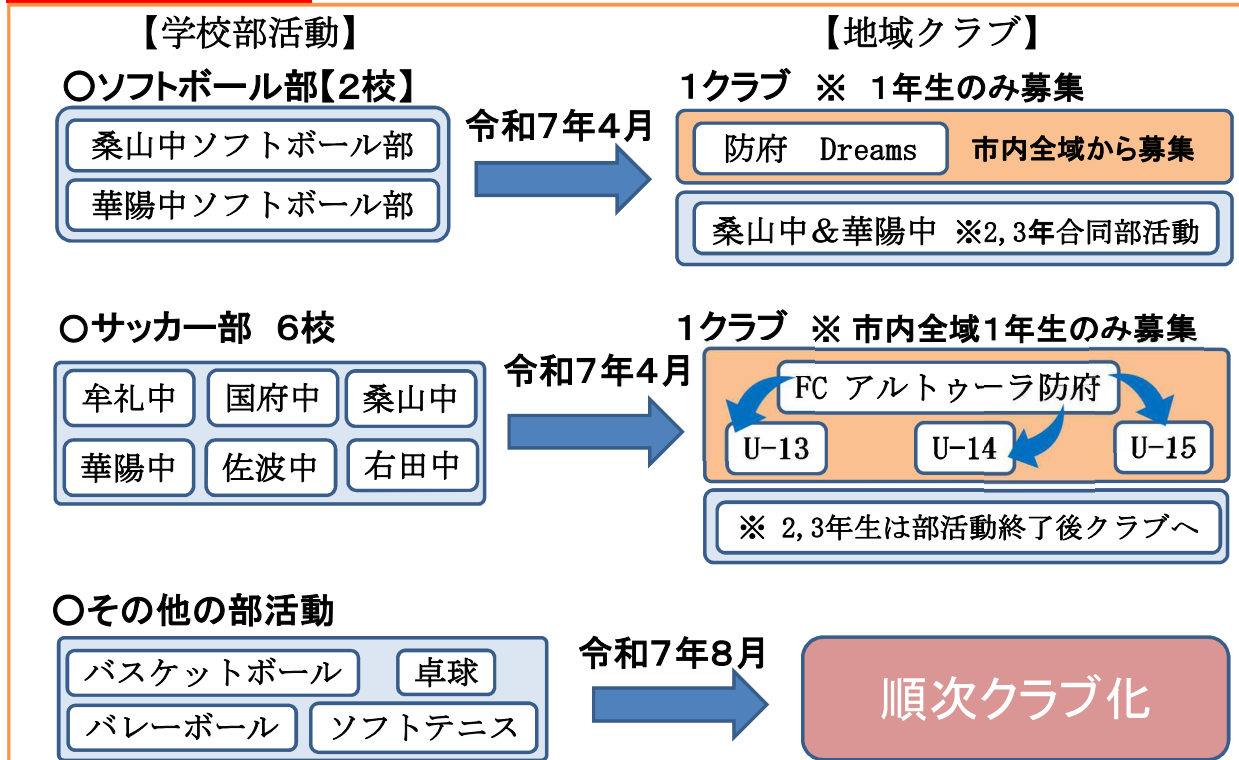 【学校部活動】
【地域クラブ】
○ソフトボール部【2校】
桑山中ソフトボール部
華陽中ソフトボール部
令和7年4月
1クラブ ※ 1年生のみ募集
防府 Dreams 市内全域から募集
桑山中&華陽中 ※2,3年合同部活動
○サッカー部 6校
牟礼中 国府中 桑山中
華陽中 佐波中 右田中
令和7年4月
1クラブ ※ 市内全域1年生のみ募集
FC アルトゥーラ防府
U-13 U-14 U-15
※ 2,3年生は部活動終了後クラブへ
○その他の部活動
バスケットボール 卓球
バレーボール ソフトテニス
令和7年8月
順次クラブ化